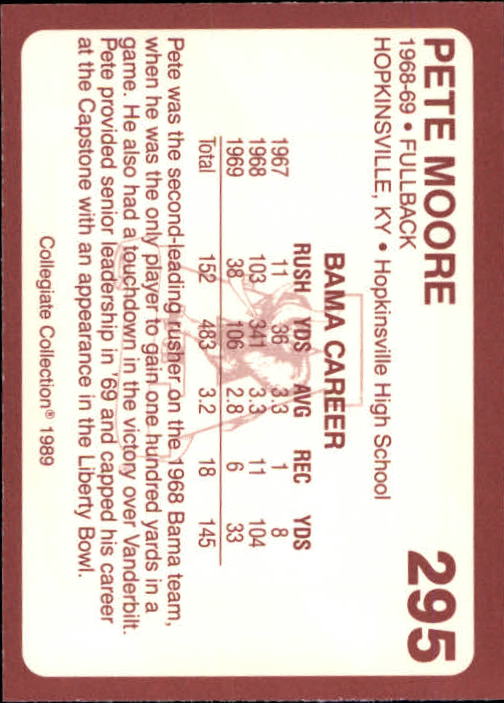 PETE MOORE 295
1968-69 • FULLBACK
HOPKINSVILLE, KY • Hopkinsville High School
BAMA CAREER
RUSH YDS AVG REC YDS
1967 11 36 3.3 1 8
1968 103 341 3.3 11 104
1969 38 106 2.8 6 33
Total 152 483 3.2 18 145
Pete was the second-leading rusher on the 1968 Bama team,
when he was the only player to gain one hundred yards in a
game. He also had a touchdown in the victory over Vanderbilt.
Pete provided senior leadership in '69 and capped his career
at the Capstone with an appearance in the Liberty Bowl.
Collegiate Collection® 1989